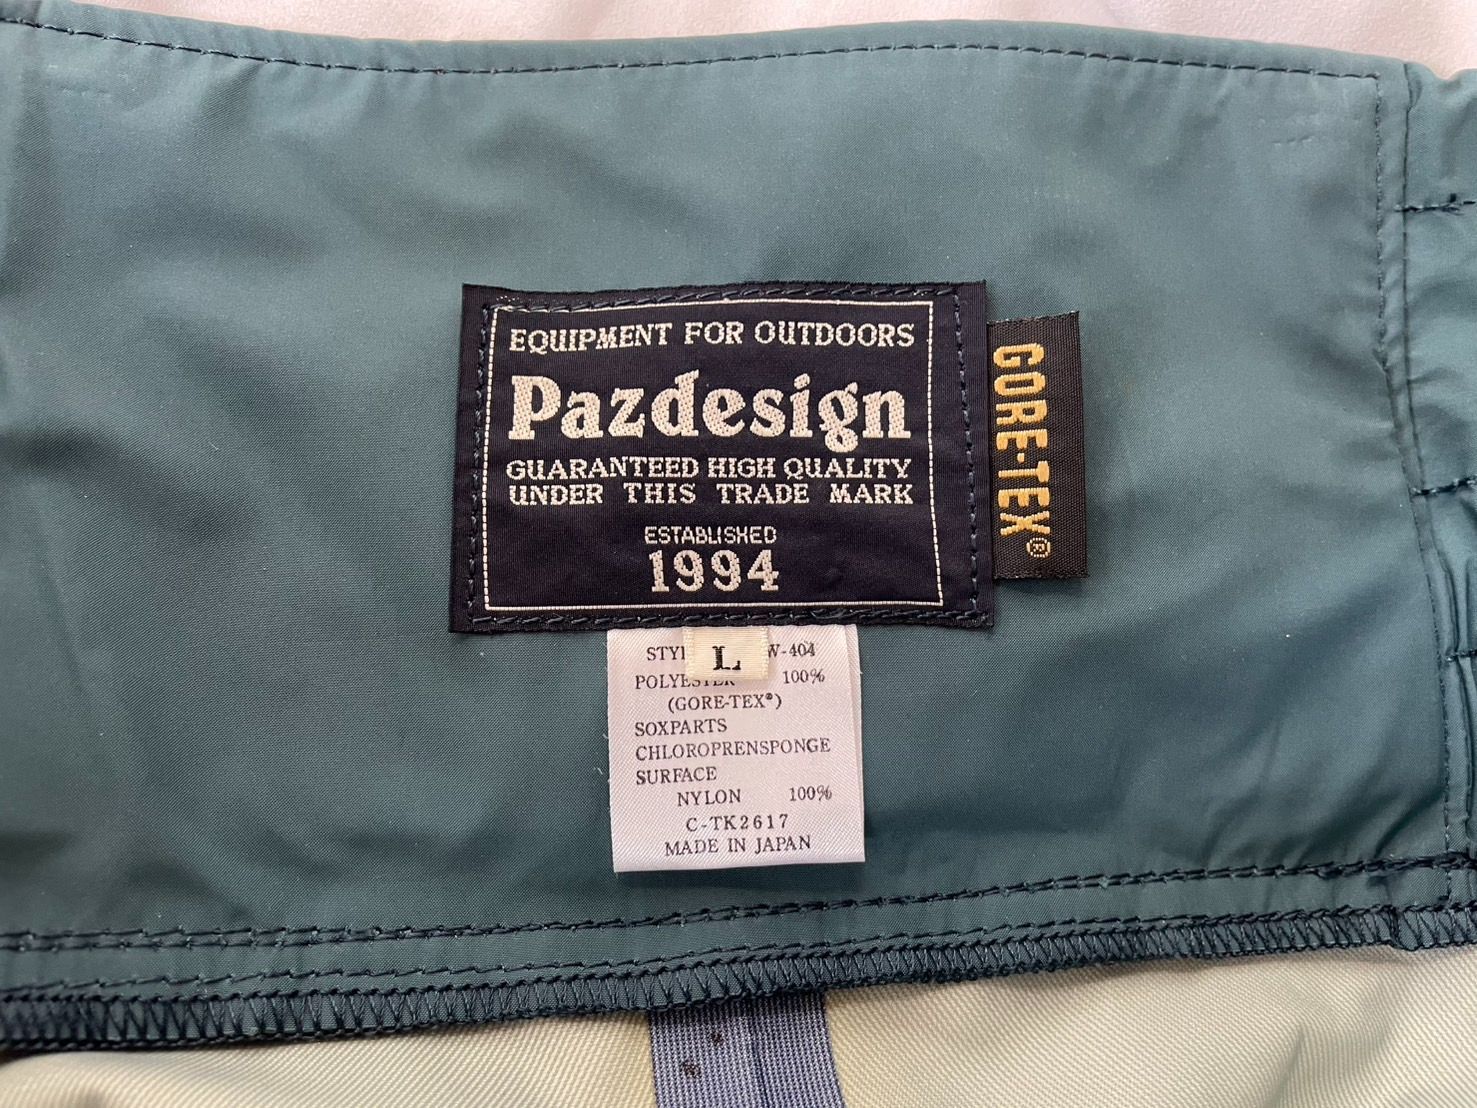 EQUIPMENT FOR OUTDOORS
Pazdesign
GUARANTEED HIGH QUALITY
UNDER THIS TRADE MARK
ESTABLISHED
1994
GORE-TEX®
L
W-404
POLYESTER 100%
(GORE-TEX®)
SOXPARTS
CHLOROPRENSPONGE
SURFACE
NYLON 100%
C-TK2617
MADE IN JAPAN